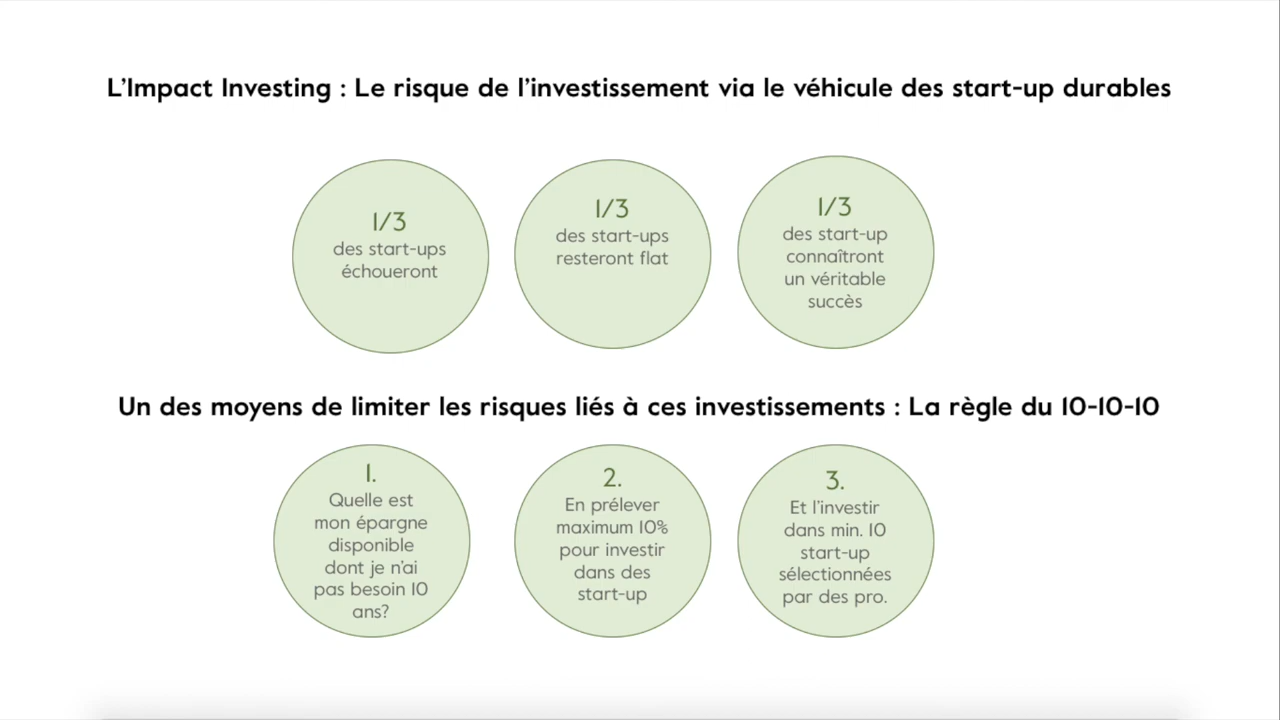 L'Impact Investing : Le risque de l'investissement via le véhicule des start-up durables
1/3
des start-ups
échoueront
1/3
des start-ups
resteront flat
1/3
des start-up
connaîtront
un véritable
succès
Un des moyens de limiter les risques liés à ces investissements : La règle du 10-10-10
1.
Quelle est
mon épargne
disponible
dont je n'ai
pas besoin 10
ans?
2.
En prélever
maximum 10%
pour investir
dans des
start-up
3.
Et l'investir
dans min. 10
start-up
sélectionnées
par des pro.